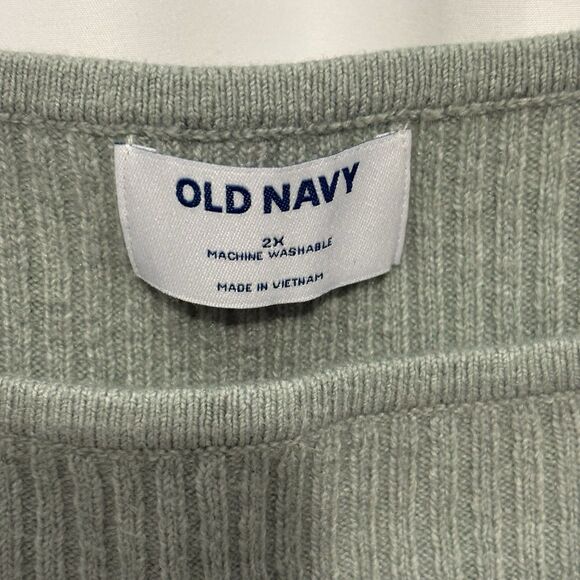 OLD NAVY
2X
MACHINE WASHABLE
MADE IN VIETNAM